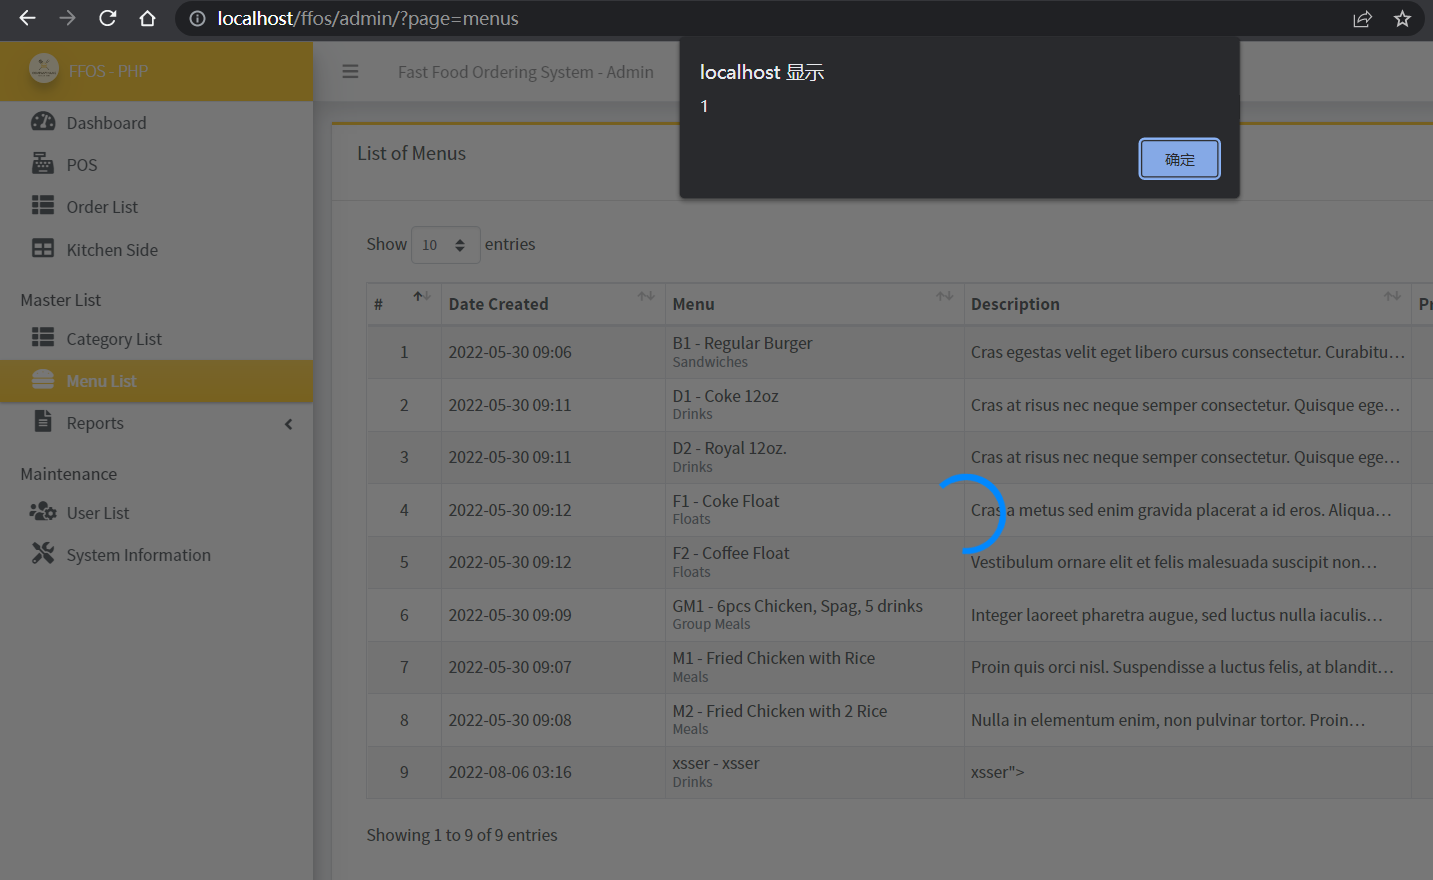 localhost/ffos/admin/?page=menus
FFOS - PHP
Fast Food Ordering System - Admin
localhost 显示
1
确定
Dashboard
POS
Order List
Kitchen Side
Master List
Category List
Menu List
Reports
Maintenance
User List
System Information
List of Menus
Show 10 entries
# Date Created Menu Description
1 2022-05-30 09:06 B1 - Regular Burger Cras egestas velit eget libero cursus consectetur. Curabitu...
Sandwiches
2 2022-05-30 09:11 D1 - Coke 12oz Cras at risus nec neque semper consectetur. Quisque ege...
Drinks
3 2022-05-30 09:11 D2 - Royal 12oz. Cras at risus nec neque semper consectetur. Quisque ege...
Drinks
4 2022-05-30 09:12 F1 - Coke Float Cras a metus sed enim gravida placerat a id eros. Aliqua...
Floats
5 2022-05-30 09:12 F2 - Coffee Float Vestibulum ornare elit et felis malesuada suscipit non...
Floats
6 2022-05-30 09:09 GM1 - 6pcs Chicken, Spag, 5 drinks Integer laoreet pharetra augue, sed luctus nulla iaculis...
Group Meals
7 2022-05-30 09:07 M1 - Fried Chicken with Rice Proin quis orci nisl. Suspendisse a luctus felis, at blandit...
Meals
8 2022-05-30 09:08 M2 - Fried Chicken with 2 Rice Nulla in elementum enim, non pulvinar tortor. Proin...
Meals
9 2022-08-06 03:16 xsser - xsser xsser">
Drinks
Showing 1 to 9 of 9 entries